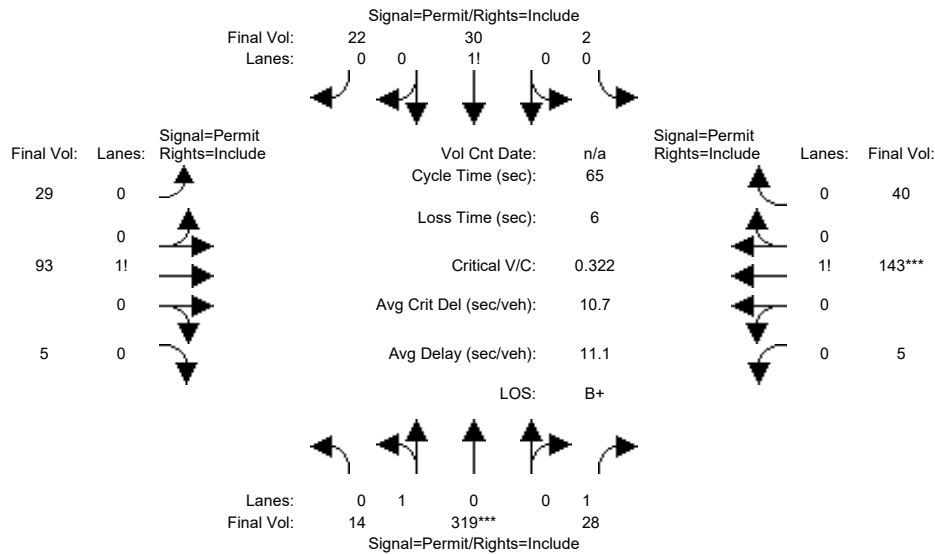 Signal=Permit/Rights=Include
Final Vol: 22 30 2
Lanes: 0 0 1! 0 0
Signal=Permit
Final Vol: Lanes: Rights=Include
Vol Cnt Date: n/a
Signal=Permit
Rights=Include Lanes: Final Vol:
Cycle Time (sec): 65
29 0
0 40
Loss Time (sec): 6
0
0
93 1!
Critical V/C: 0.322
1! 143***
0
Avg Crit Del (sec/veh): 10.7
0
5 0
Avg Delay (sec/veh): 11.1
0 5
LOS: B+
Lanes: 0 1 0 0 1
Final Vol: 14 319*** 28
Signal=Permit/Rights=Include